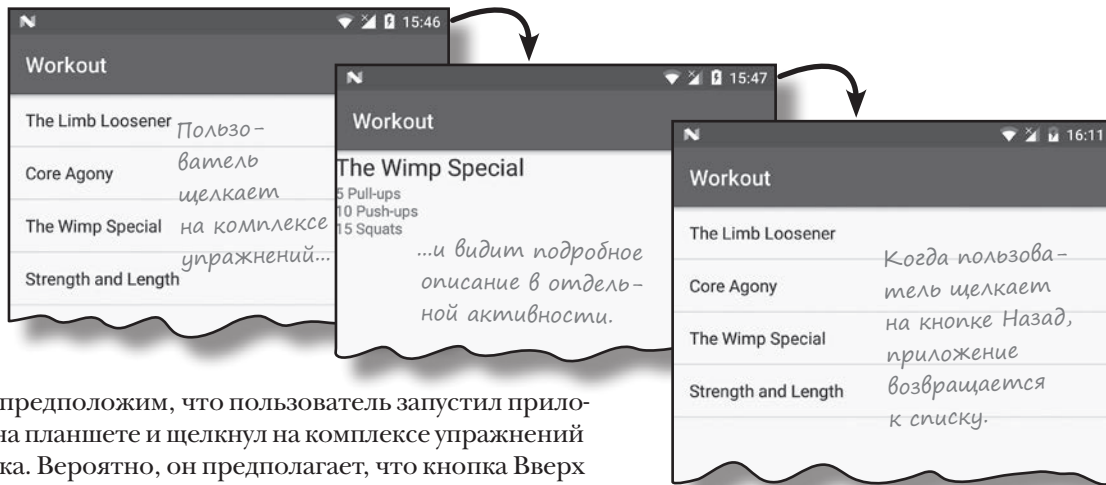 15:46
Workout
The Limb Loosener
Core Agony
The Wimp Special
Strength and Length
Пользо-
ватель
щелкает
на комплексе
упражнений...
15:47
Workout
The Wimp Special
5 Pull-ups
10 Push-ups
15 Squats
...и видит подробное
описание в отдель-
ной активности.
16:11
Workout
The Limb Loosener
Core Agony
The Wimp Special
Strength and Length
Когда пользова-
тель щелкает
на кнопке Назад,
приложение
возвращается
к списку.
предположим, что пользователь запустил прило-
на планшете и щелкнул на комплексе упражнений
ка. Вероятно, он предполагает, что кнопка Вверх